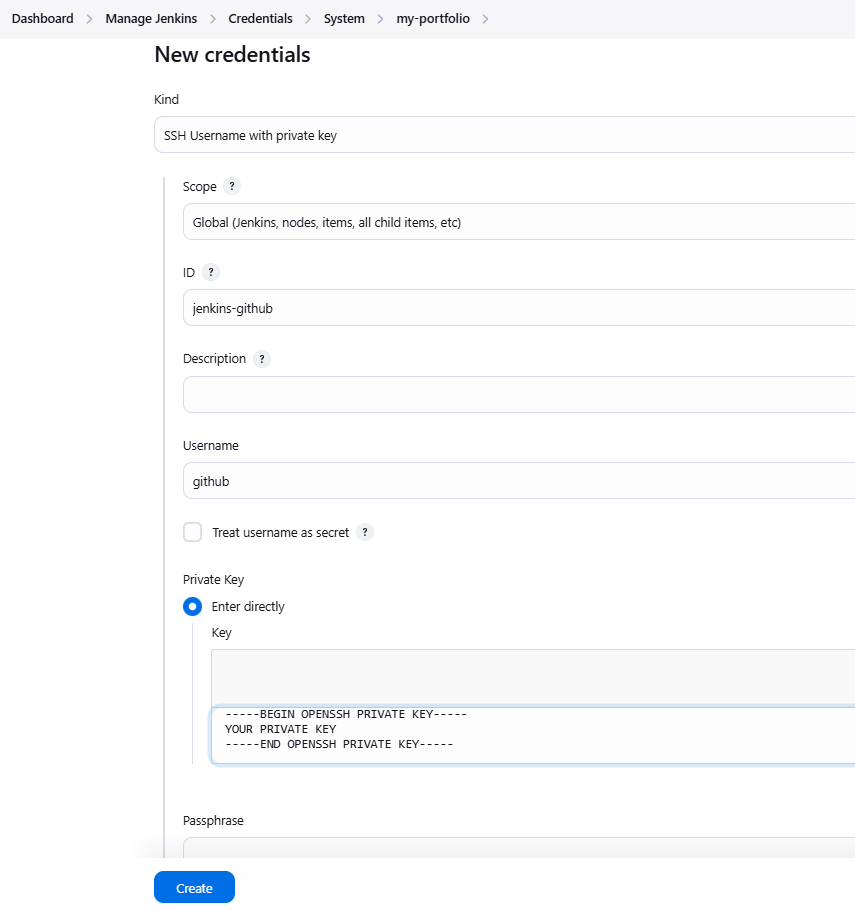 Dashboard > Manage Jenkins > Credentials > System > my-portfolio >
New credentials
Kind
SSH Username with private key
Scope ?
Global (Jenkins, nodes, items, all child items, etc)
ID ?
jenkins-github
Description ?
Username
github
Treat username as secret ?
Private Key
Enter directly
Key
-----BEGIN OPENSSH PRIVATE KEY-----
YOUR PRIVATE KEY
-----END OPENSSH PRIVATE KEY-----
Passphrase
Create